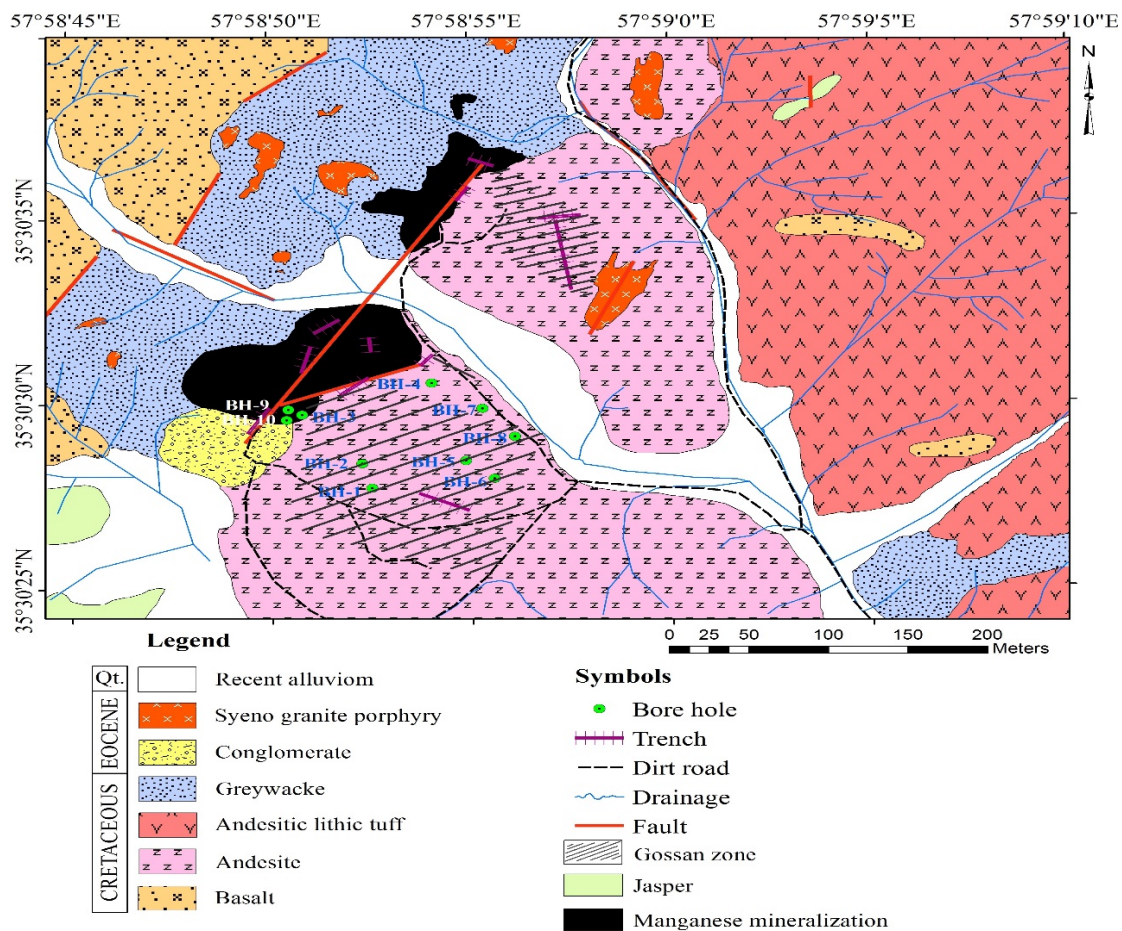 57°58'45"E 57°58'50"E 57°58'55"E 57°59'0"E 57°59'5"E 57°59'10"E
N
35°30'35"N
35°30'30"N
35°30'25"N
BH-4
BH-9
BH-7
BH-3
BH-10
BH-8
BH-2
BH-5
BH-6
BH-1
0 25 50 100 150 200
Meters
Legend
Qt.
EOCENE
CRETACEOUS
Recent alluviom
Syeno granite porphyry
Conglomerate
Greywacke
Andesitic lithic tuff
Andesite
Basalt
Symbols
Bore hole
Trench
Dirt road
Drainage
Fault
Gossan zone
Jasper
Manganese mineralization